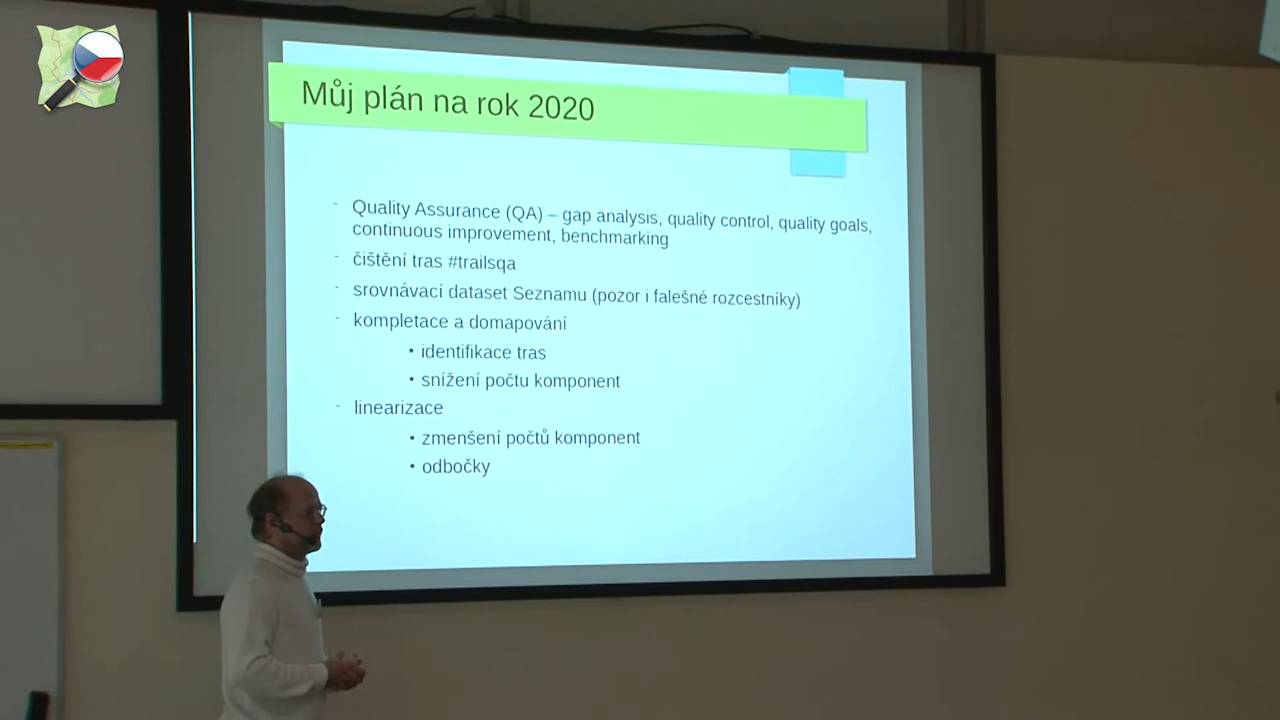 Můj plán na rok 2020
- Quality Assurance (QA) – gap analysis, quality control, quality goals,
continuous improvement, benchmarking
- čištění tras #trailsqa
- srovnávací dataset Seznamu (pozor i falešné rozcestníky)
- kompletace a domapování
• identifikace tras
• snížení počtu komponent
- linearizace
• zmenšení počtů komponent
• odbočky